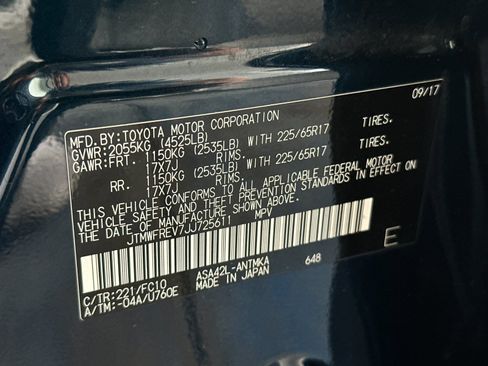 MFD.BY:TOYOTA MOTOR CORPORATION 09/17
GVWR:2055KG (4525LB)
GAWR:FRT. 1150KG (2535LB) WITH 225/65R17 TIRES.
17X7J RIMS.
RR. 1150KG (2535LB) WITH 225/65R17 TIRES.
17X7J RIMS.
THIS VEHICLE CONFORMS TO ALL APPLICABLE FEDERAL MOTOR
VEHICLE SAFETY AND THEFT PREVENTION STANDARDS IN EFFECT
ON THE DATE OF MANUFACTURE SHOWN ABOVE.
JTMWFREV7JJ725611 MPV
E
C/TR:221/FC10 ASA42L-ANTMKA 648
A/TM:-04A/U760E MADE IN JAPAN